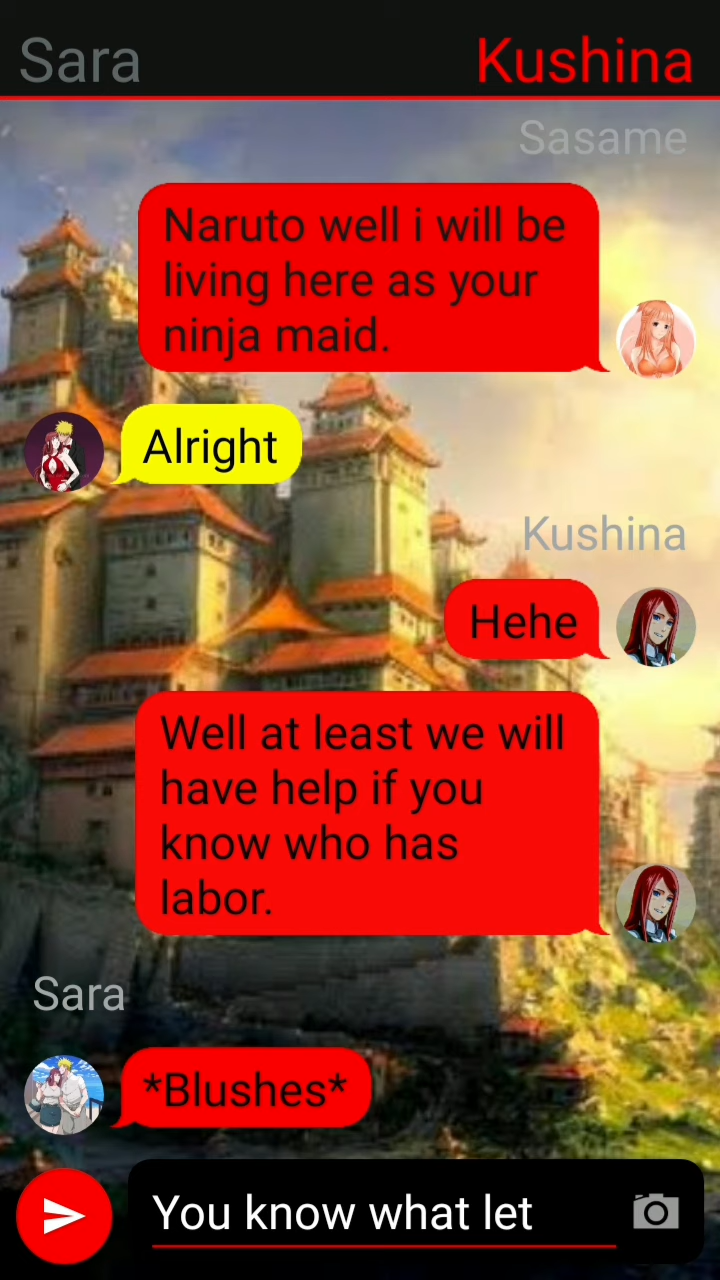 Sara Kushina
Sasame
Naruto well i will be
living here as your
ninja maid.
Alright
Kushina
Hehe
Well at least we will
have help if you
know who has
labor.
Sara
*Blushes*
You know what let